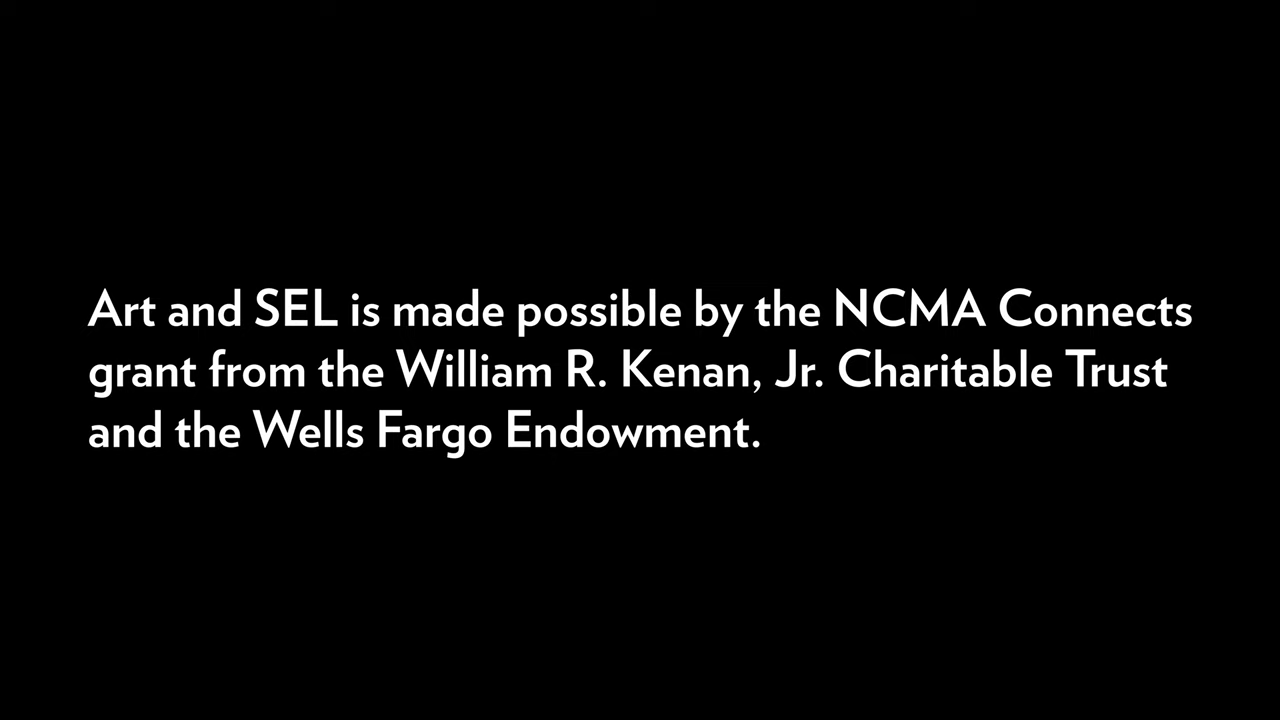 Art and SEL is made possible by the NCMA Connects
grant from the William R. Kenan, Jr. Charitable Trust
and the Wells Fargo Endowment.